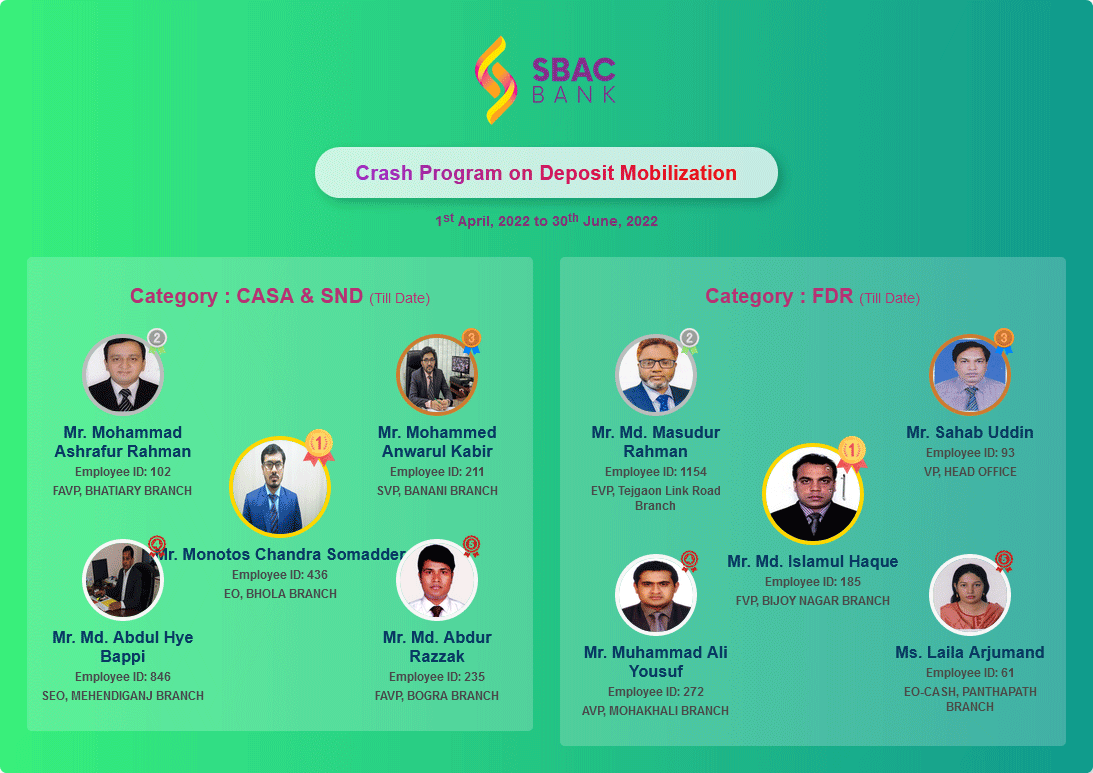 SBAC
BANK
Crash Program on Deposit Mobilization
1st April, 2022 to 30th June, 2022
Category : CASA & SND (Till Date)
2
Mr. Mohammad
Ashrafur Rahman
Employee ID: 102
FAVP, BHATIARY BRANCH
3
Mr. Mohammed
Anwarul Kabir
Employee ID: 211
SVP, BANANI BRANCH
1
Mr. Monotos Chandra Somadder
Employee ID: 436
EO, BHOLA BRANCH
4
Mr. Md. Abdul Hye
Bappi
Employee ID: 846
SEO, MEHENDIGANJ BRANCH
5
Mr. Md. Abdur
Razzak
Employee ID: 235
FAVP, BOGRA BRANCH
Category : FDR (Till Date)
2
Mr. Md. Masudur
Rahman
Employee ID: 1154
EVP, Tejgaon Link Road
Branch
3
Mr. Sahab Uddin
Employee ID: 93
VP, HEAD OFFICE
1
Mr. Md. Islamul Haque
Employee ID: 185
FVP, BIJOY NAGAR BRANCH
4
Mr. Muhammad Ali
Yousuf
Employee ID: 272
AVP, MOHAKHALI BRANCH
5
Ms. Laila Arjumand
Employee ID: 61
EO-CASH, PANTHAPATH
BRANCH